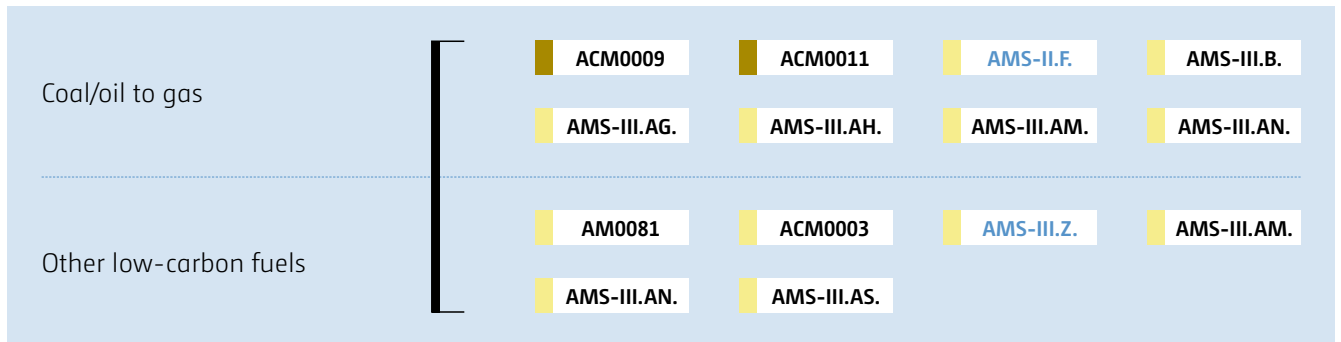 Coal/oil to gas
ACM0009 ACM0011 AMS-II.F. AMS-III.B.
AMS-III.AG. AMS-III.AH. AMS-III.AM. AMS-III.AN.
Other low-carbon fuels
AM0081 ACM0003 AMS-III.Z. AMS-III.AM.
AMS-III.AN. AMS-III.AS.